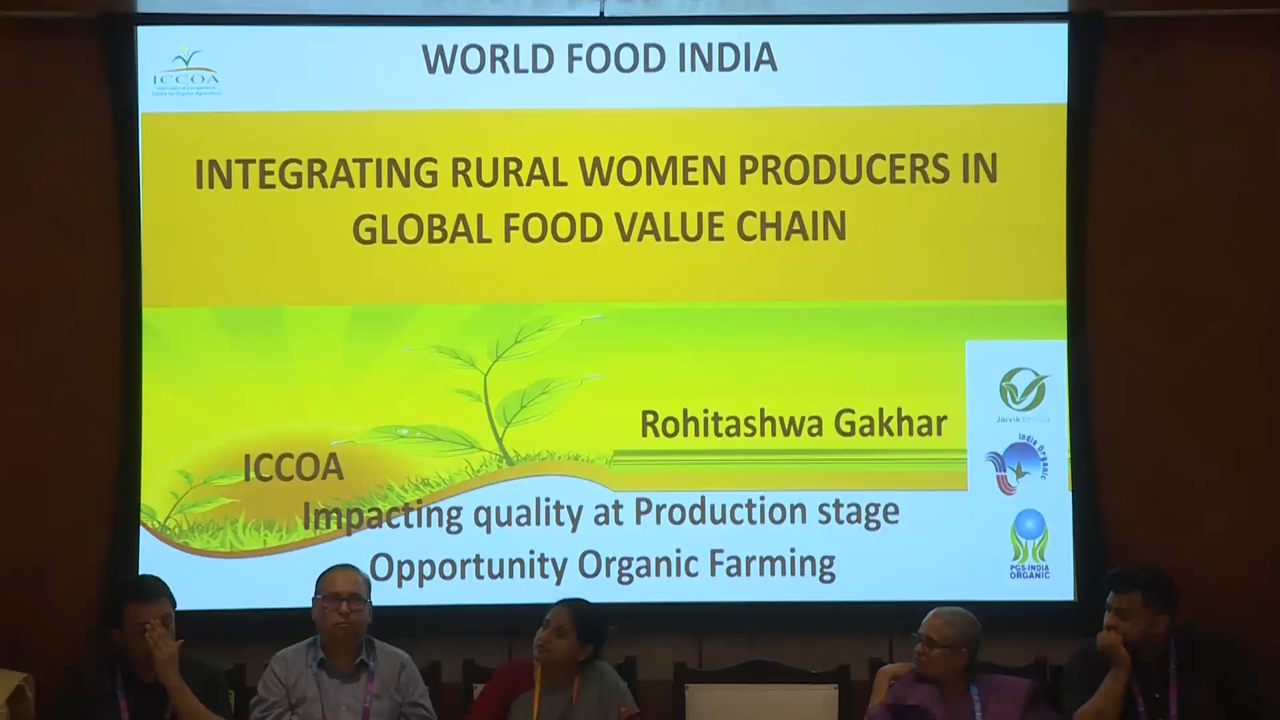 WORLD FOOD INDIA
ICCOA
INTEGRATING RURAL WOMEN PRODUCERS IN
GLOBAL FOOD VALUE CHAIN
Rohitashwa Gakhar
ICCOA
Impacting quality at Production stage
Opportunity Organic Farming
Jaivik
India Organic
PGS-INDIA
ORGANIC